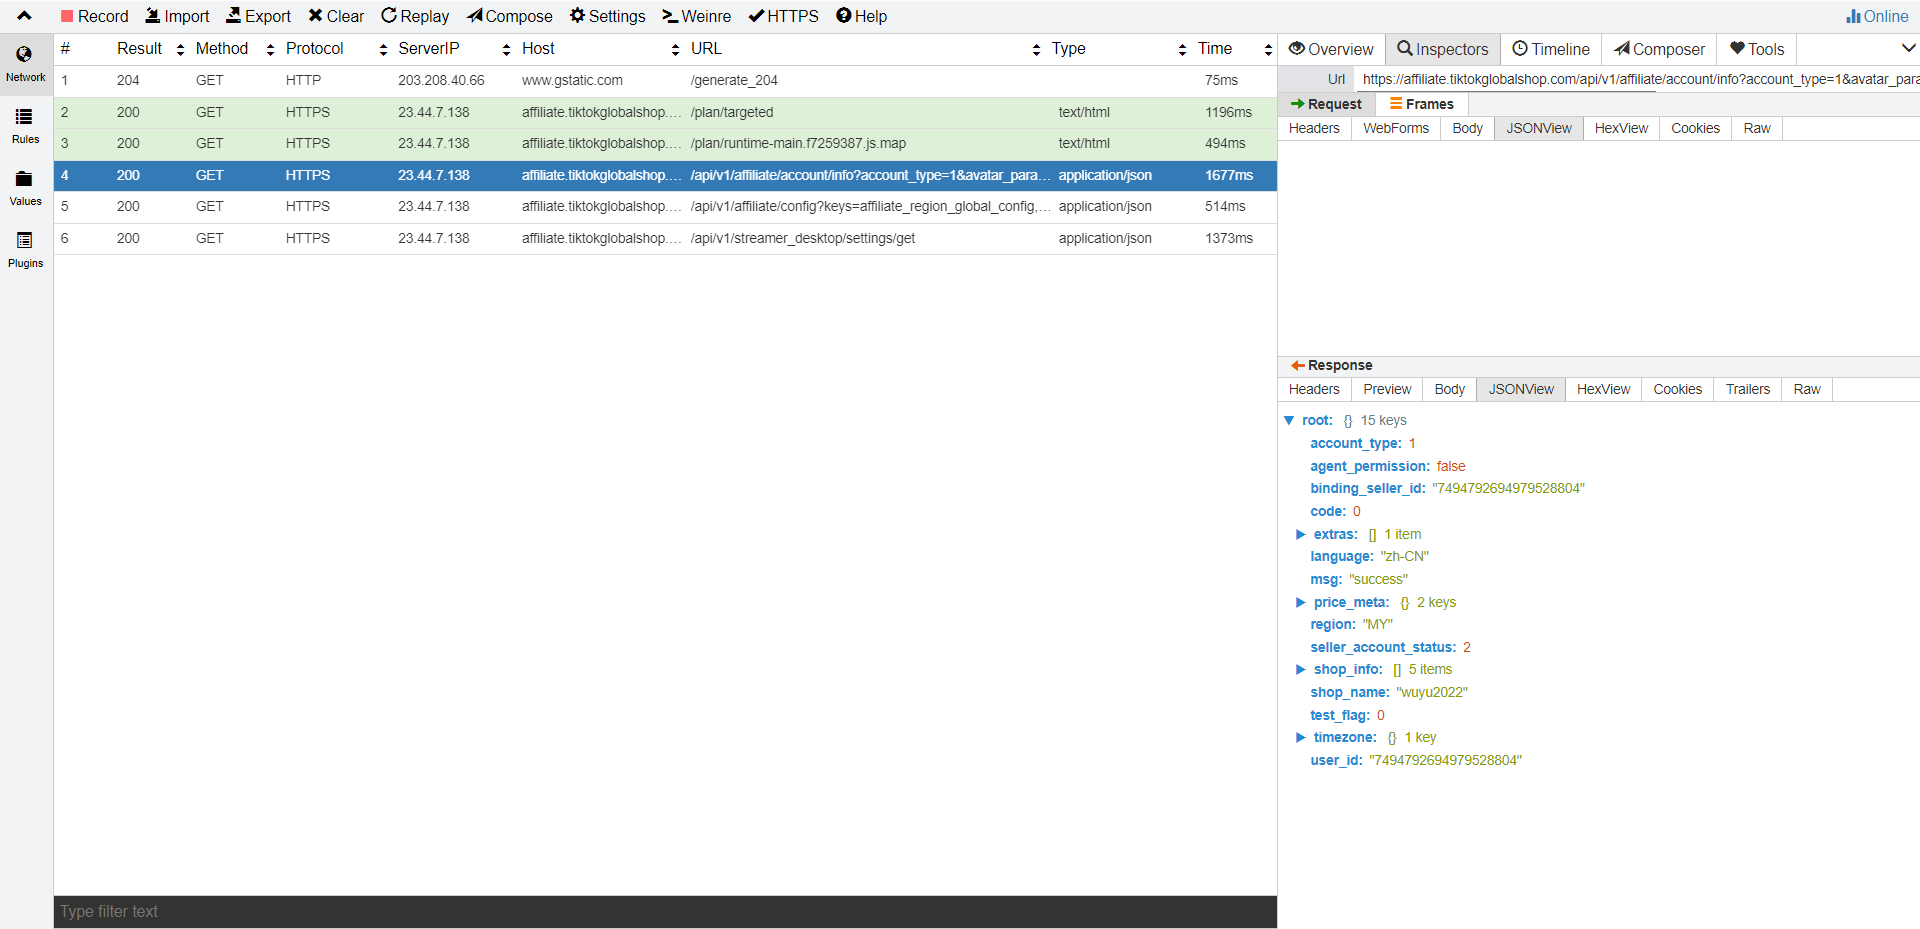 Record Import Export Clear Replay Compose Settings Weinre HTTPS Help Online
Network
Rules
Values
Plugins
# Result Method Protocol ServerIP Host URL Type Time
1 204 GET HTTP 203.208.40.66 www.gstatic.com /generate_204 75ms
2 200 GET HTTPS 23.44.7.138 affiliate.tiktokglobalshop.... /plan/targeted text/html 1196ms
3 200 GET HTTPS 23.44.7.138 affiliate.tiktokglobalshop.... /plan/runtime-main.f7259387.js.map text/html 494ms
4 200 GET HTTPS 23.44.7.138 affiliate.tiktokglobalshop.... /api/v1/affiliate/account/info?account_type=1&avatar_para... application/json 1677ms
5 200 GET HTTPS 23.44.7.138 affiliate.tiktokglobalshop.... /api/v1/affiliate/config?keys=affiliate_region_global_config,... application/json 514ms
6 200 GET HTTPS 23.44.7.138 affiliate.tiktokglobalshop.... /api/v1/streamer_desktop/settings/get application/json 1373ms
Type filter text
Overview Inspectors Timeline Composer Tools
Url https://affiliate.tiktokglobalshop.com/api/v1/affiliate/account/info?account_type=1&avatar_para
Request Frames
Headers WebForms Body JSONView HexView Cookies Raw
Response
Headers Preview Body JSONView HexView Cookies Trailers Raw
root: {} 15 keys
account_type: 1
agent_permission: false
binding_seller_id: "7494792694979528804"
code: 0
extras: [] 1 item
language: "zh-CN"
msg: "success"
price_meta: {} 2 keys
region: "MY"
seller_account_status: 2
shop_info: [] 5 items
shop_name: "wuyu2022"
test_flag: 0
timezone: {} 1 key
user_id: "7494792694979528804"